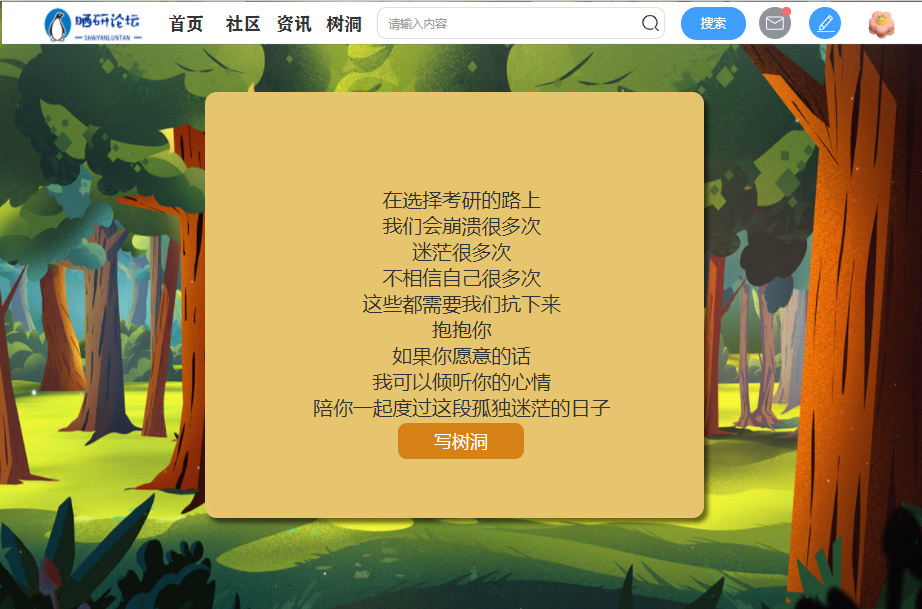 晒研论坛
SHAIYANLUNTAN
首页 社区 资讯 树洞 请输入内容 搜索
在选择考研的路上
我们会崩溃很多次
迷茫很多次
不相信自己很多次
这些都需要我们抗下来
抱抱你
如果你愿意的话
我可以倾听你的心情
陪你一起度过这段孤独迷茫的日子
写树洞